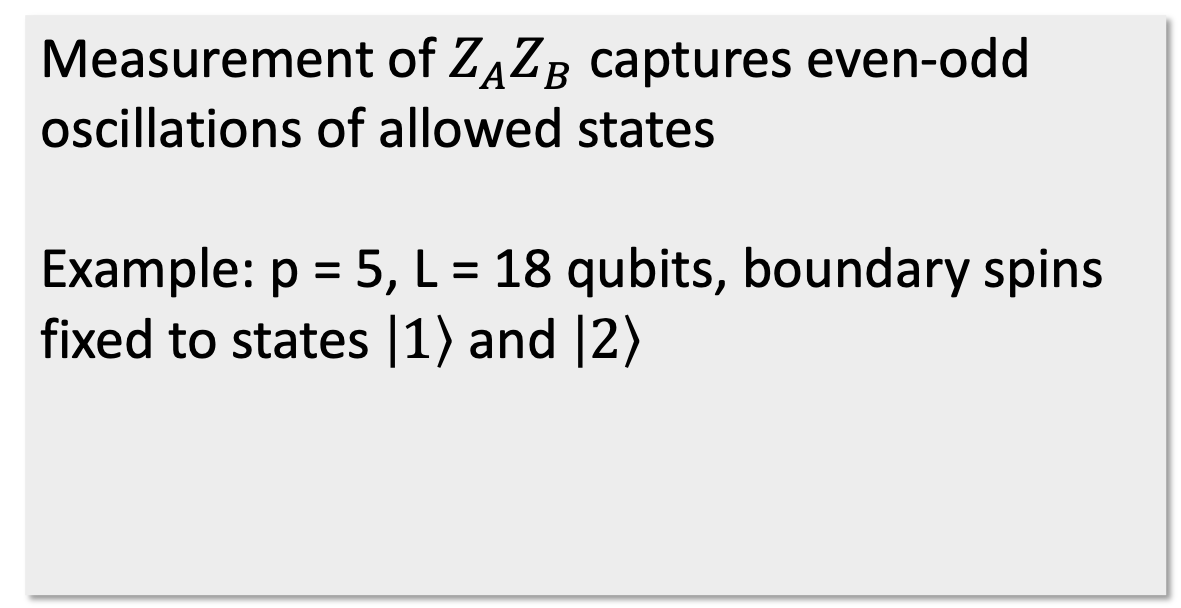 Measurement of Z_A Z_B captures even-odd
oscillations of allowed states
Example: p = 5, L = 18 qubits, boundary spins
fixed to states |1⟩ and |2⟩